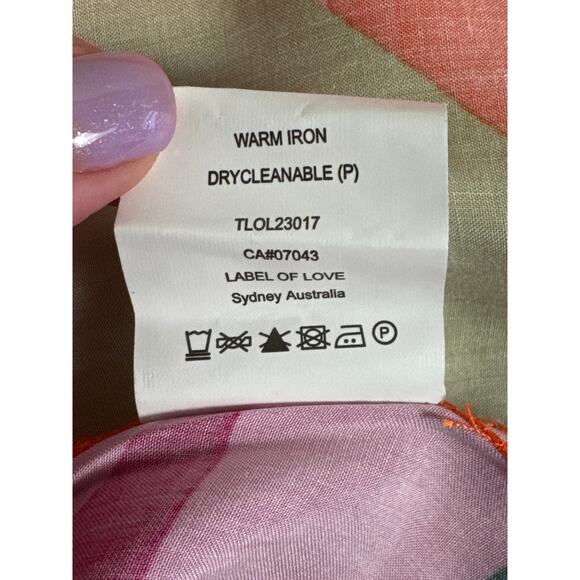 WARM IRON
DRYCLEANABLE (P)
TLOL23017
CA#07043
LABEL OF LOVE
Sydney Australia
P